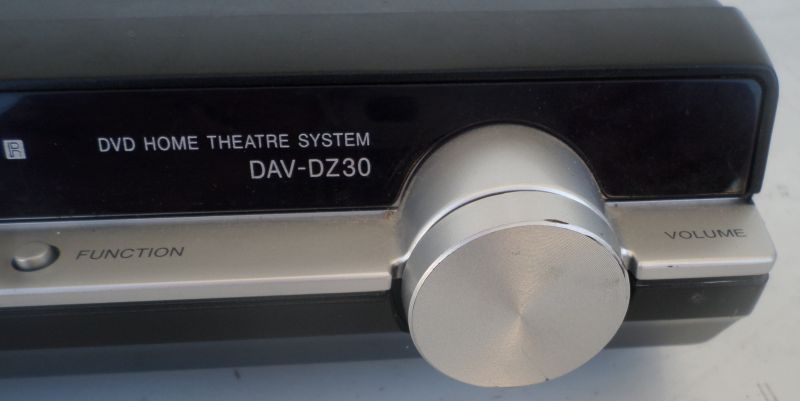 DVD HOME THEATRE SYSTEM
DAV-DZ30
FUNCTION
VOLUME